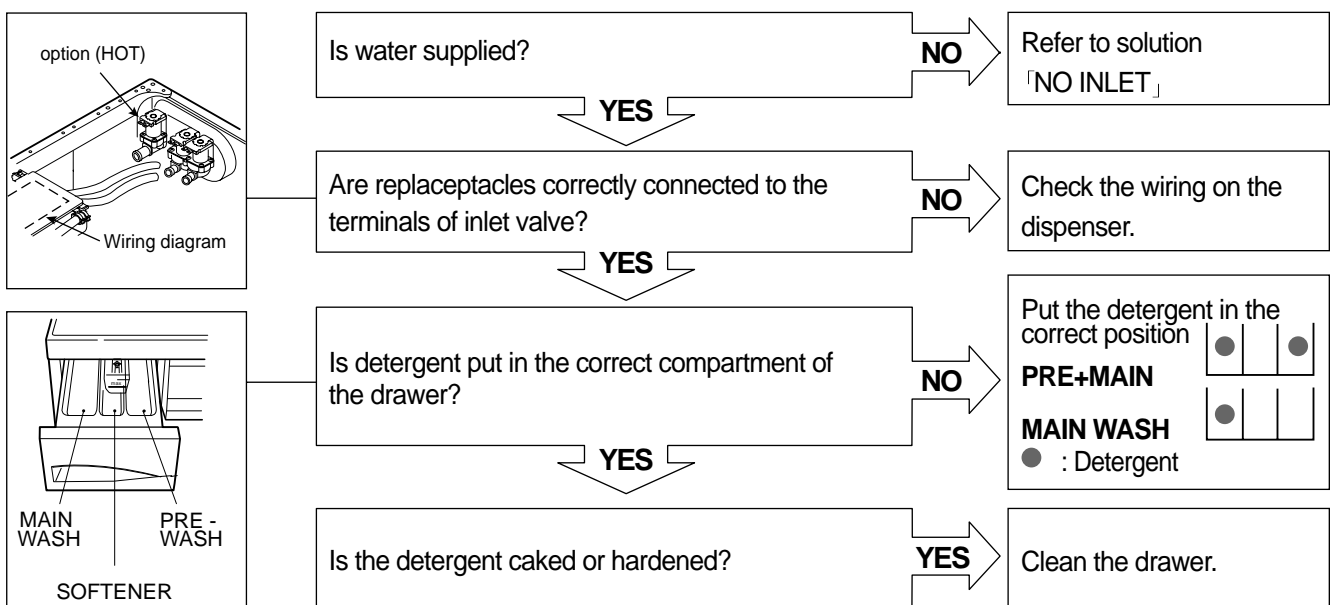 option (HOT)
Wiring diagram
Is water supplied?
NO
Refer to solution
「NO INLET」
YES
Are replaceptacles correctly connected to the
terminals of inlet valve?
NO
Check the wiring on the
dispenser.
YES
max
MAIN
WASH
PRE -
WASH
SOFTENER
Is detergent put in the correct compartment of
the drawer?
NO
Put the detergent in the
correct position
PRE+MAIN
MAIN WASH
: Detergent
YES
Is the detergent caked or hardened?
YES
Clean the drawer.